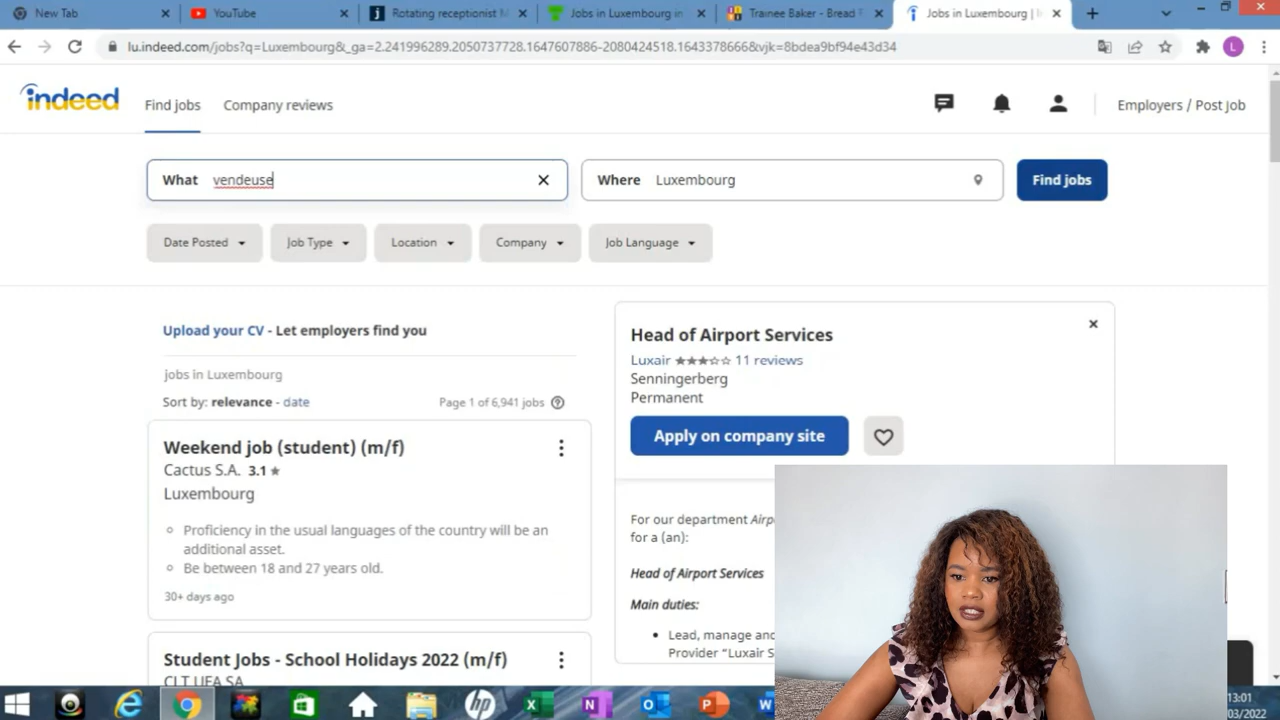 New Tab
YouTube
Rotating receptionist M
Jobs in Luxembourg in
Trainee Baker - Bread F
Jobs in Luxembourg | I
lu.indeed.com/jobs?q=Luxembourg&_ga=2.241996289.2050737728.1647607886-2080424518.1643378666&vjk=8bdea9bf94e43d34
L
indeed
Find jobs
Company reviews
Employers / Post Job
What vendeuse
Where Luxembourg
Find jobs
Date Posted
Job Type
Location
Company
Job Language
Upload your CV - Let employers find you
jobs in Luxembourg
Sort by: relevance - date
Page 1 of 6,941 jobs
Weekend job (student) (m/f)
Cactus S.A. 3.1
Luxembourg
Proficiency in the usual languages of the country will be an
additional asset.
Be between 18 and 27 years old.
30+ days ago
Student Jobs - School Holidays 2022 (m/f)
CLT UFA SA
Head of Airport Services
Luxair 11 reviews
Senningerberg
Permanent
Apply on company site
For our department Airp
for a (an):
Head of Airport Services
Main duties:
Lead, manage and
Provider “Luxair S
hp
13:01
03/2022